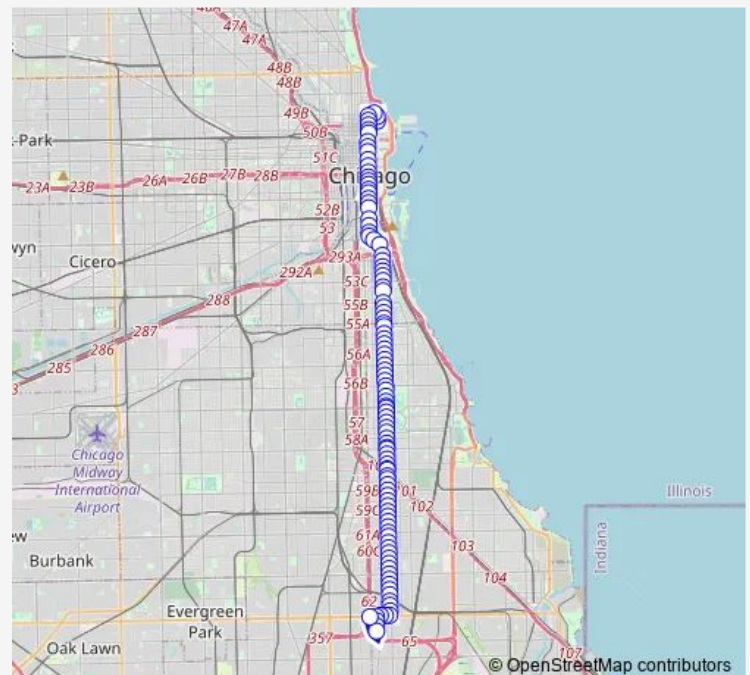 47A
47A
48B
48B
49B
50B
-Park
51C
Chicago
23A
23B
26A
26B
27B
28B
52B
53
wyn
Cicero
293A
292A
53C
288
55B
55A
287
286
56A
285
56B
57
58A
Chicago
Midway
International
Airport
59B
101
Illinois
59C
102
Indiana
61A
60C
103
Burbank
104
62
Evergreen
Park
357
65
Oak Lawn
107
© OpenStreetMap contributors